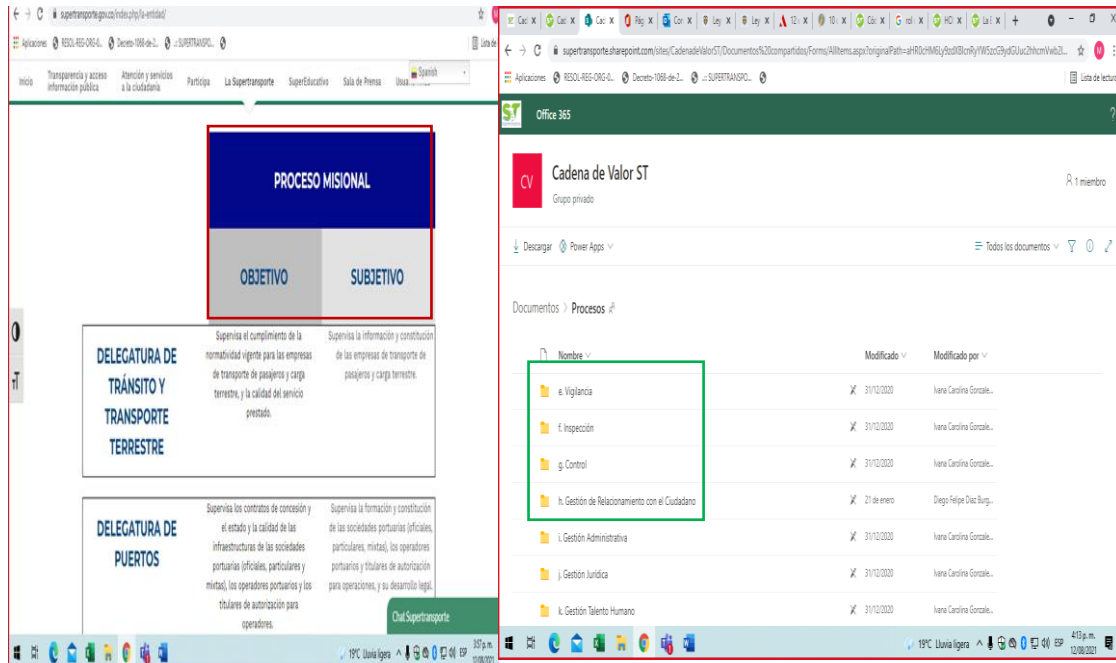 supertransporte.gov.co/index.php/la-entidad/
Aplicaciones RESOL-REG-ORG-0... Decreto-1068-de-2... .::SUPERTRANSPO...
Inicio Transparencia y acceso información pública Atención y servicios a la ciudadanía Participa La Supertransporte SuperEducativo Sala de Prensa
Spanish
PROCESO MISIONAL
OBJETIVO SUBJETIVO
DELEGATURA DE
TRÁNSITO Y
TRANSPORTE
TERRESTRE
Supervisa el cumplimiento de la
normatividad vigente para las empresas
de transporte de pasajeros y carga
terrestre, y la calidad del servicio
prestado.
Supervisa la información y constitución
de las empresas de transporte de
pasajeros y carga terrestre.
DELEGATURA DE
PUERTOS
Supervisa los contratos de concesión y
el estado y la calidad de las
infraestructuras de las sociedades
portuarias (oficiales, particulares y
mixtas), los operadores portuarios y los
titulares de autorización para
operadores.
Supervisa la formación y constitución
de las sociedades portuarias (oficiales,
particulares, mixtas), los operadores
portuarios y titulares de autorización
para operaciones, y su desarrollo legal.
Chat Supertransporte
19°C Lluvia ligera ESP 3:57 p.m.
12/08/2021
Aplicaciones RESOL-REG-ORG-0... Decreto-1068-de-2... .::SUPERTRANSPO... Lista de lectura
ST Office 365 ?
CV Cadena de Valor ST 1 miembro
Grupo privado
Descargar Power Apps Todos los documentos
Documentos > Procesos
Nombre Modificado Modificado por
e. Vigilancia 31/12/2020 Ivana Carolina Gonzale...
f. Inspección 31/12/2020 Ivana Carolina Gonzale...
g. Control 31/12/2020 Ivana Carolina Gonzale...
h. Gestión de Relacionamiento con el Ciudadano 21 de enero Diego Felipe Diaz Burg...
i. Gestión Administrativa 31/12/2020 Ivana Carolina Gonzale...
j. Gestión Jurídica 31/12/2020 Ivana Carolina Gonzale...
k. Gestión Talento Humano 31/12/2020 Ivana Carolina Gonzale...
19°C Lluvia ligera ESP 4:13 p.m.
12/08/2021